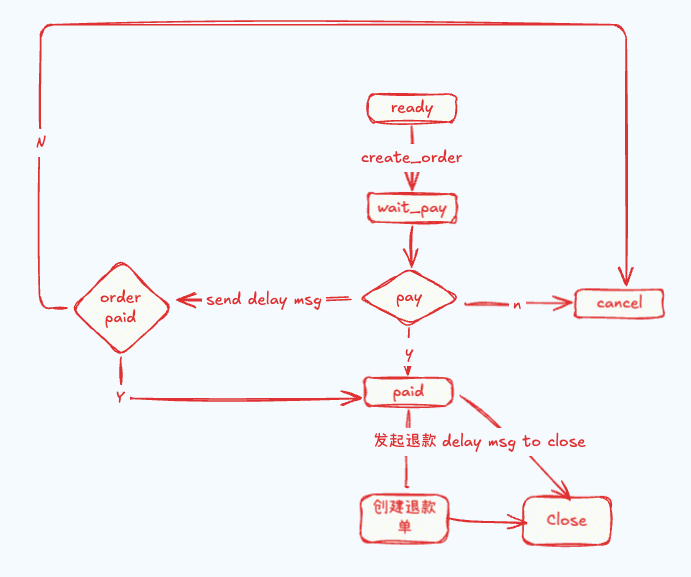 ready
N
create_order
wait_pay
order
paid
send delay msg
pay
n
cancel
y
paid
Y
发起退款
delay msg to close
创建退款
单
Close